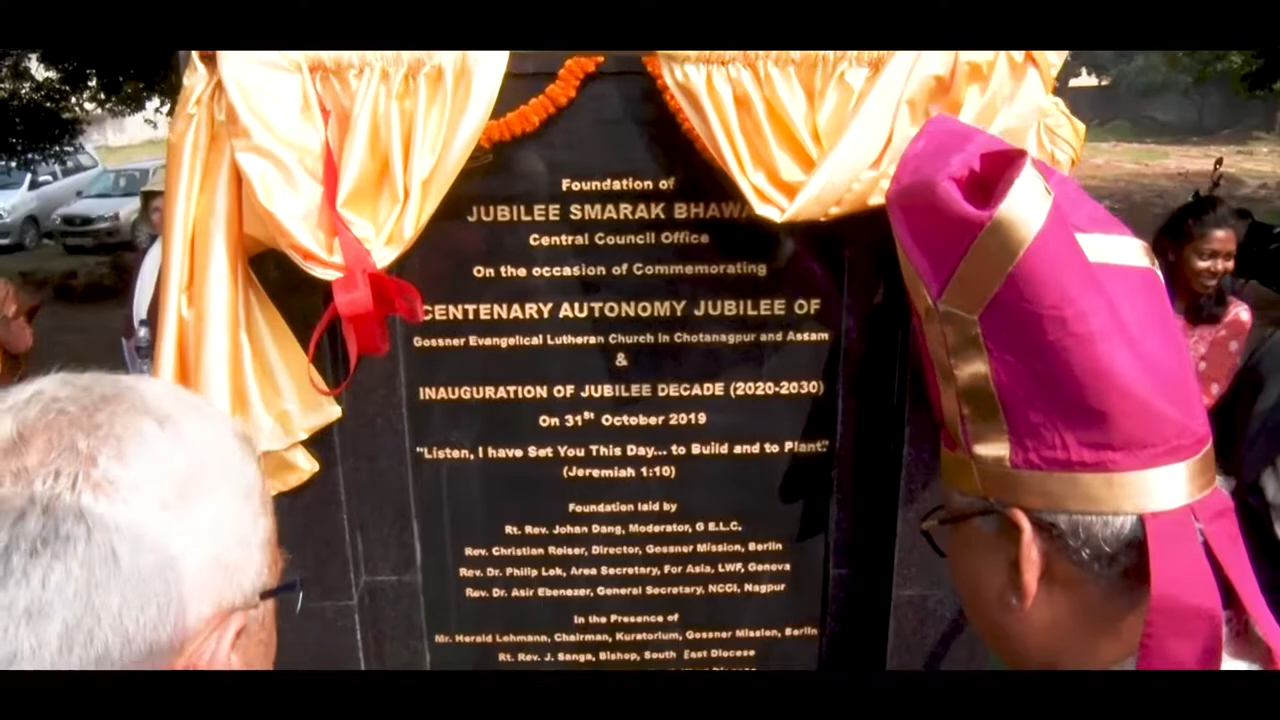 Foundation of
JUBILEE SMARAK BHAWA
Central Council Office
On the occasion of Commemorating
CENTENARY AUTONOMY JUBILEE OF
Gossner Evangelical Lutheran Church in Chotanagpur and Assam
&
INAUGURATION OF JUBILEE DECADE (2020-2030)
On 31St October 2019
"Listen, I have Set You This Day... to Build and to Plant."
(Jeremiah 1:10)
Foundation laid by
Rt. Rev. Johan Dang, Moderator, G E.L.C.
Rev. Christian Reiser, Director, Gossner Mission, Berlin
Rev. Dr. Philip Lok, Area Secretary, For Asia, LWF, Geneva
Rev. Dr. Asir Ebenezer, General Secretary, NCCI, Nagpur
In the Presence of
Mr. Herald Lehmann, Chairman, Kuratorium, Gossner Mission, Berlin
Rt. Rev. J. Sanga, Bishop, South East Diocese